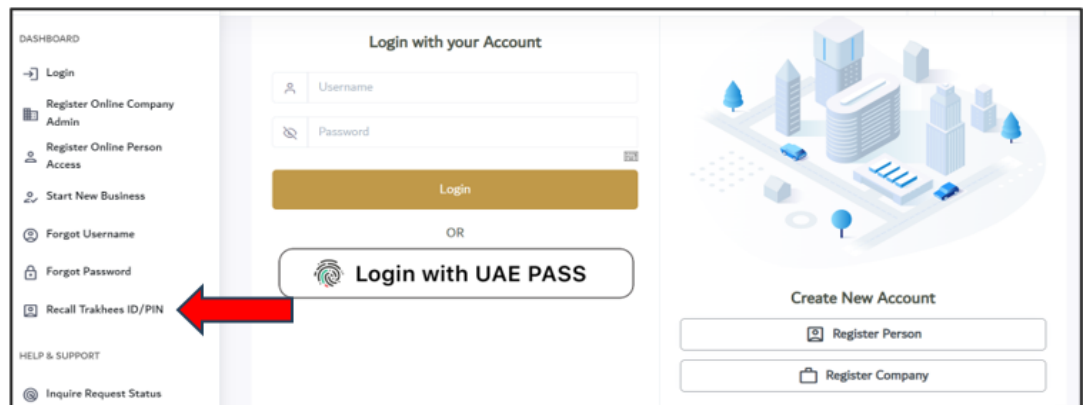 DASHBOARD
Login
Register Online Company
Admin
Register Online Person
Access
Start New Business
Forgot Username
Forgot Password
Recall Trakhees ID/PIN
HELP & SUPPORT
Inquire Request Status
Login with your Account
Username
Password
Login
OR
Login with UAE PASS
Create New Account
Register Person
Register Company